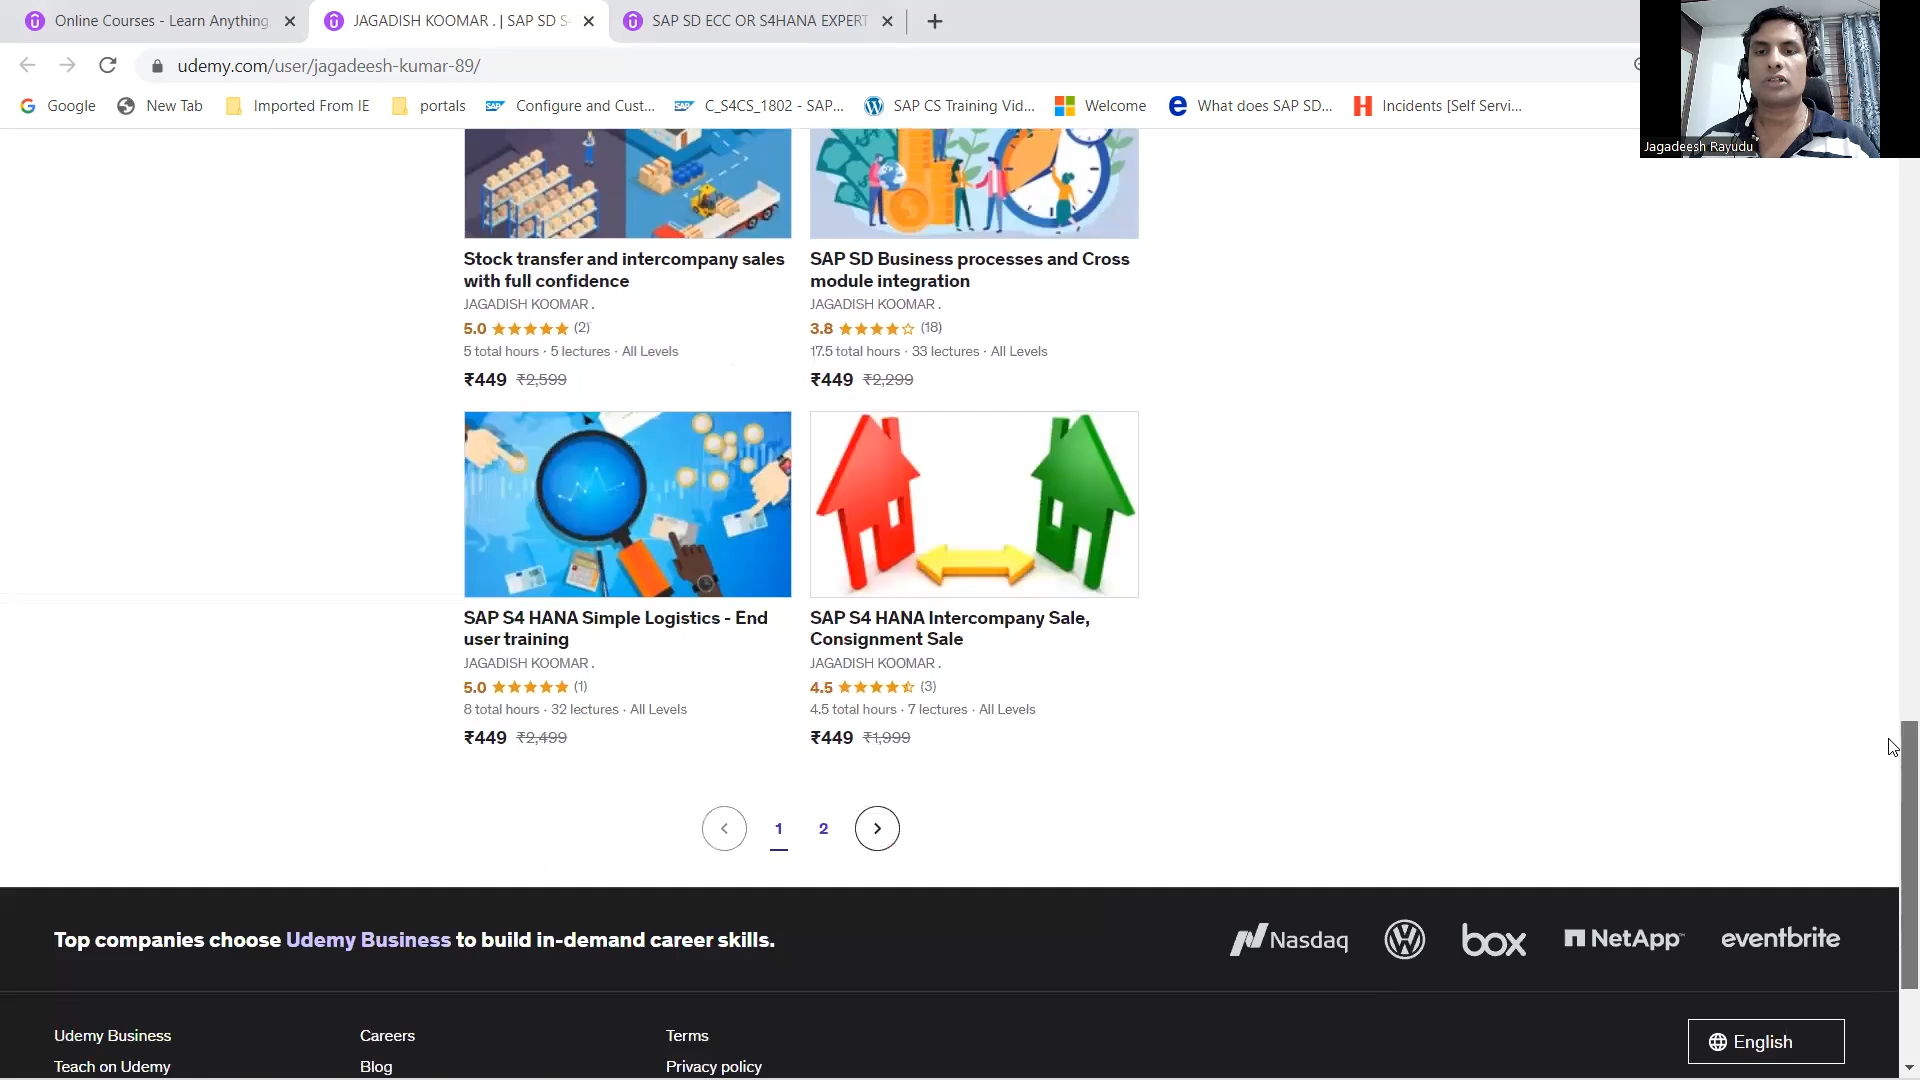 Online Courses - Learn Anything,
JAGADISH KOOMAR . | SAP SD S
SAP SD ECC OR S4HANA EXPERT
udemy.com/user/jagadeesh-kumar-89/
Google
New Tab
Imported From IE
portals
Configure and Cust...
C_S4CS_1802 - SAP...
SAP CS Training Vid...
Welcome
What does SAP SD...
Incidents [Self Servi...
Jagadeesh Rayudu
Stock transfer and intercompany sales
with full confidence
JAGADISH KOOMAR .
5.0 (2)
5 total hours · 5 lectures · All Levels
₹449 ₹2,599
SAP SD Business processes and Cross
module integration
JAGADISH KOOMAR .
3.8 (18)
17.5 total hours · 33 lectures · All Levels
₹449 ₹2,299
SAP S4 HANA Simple Logistics - End
user training
JAGADISH KOOMAR .
5.0 (1)
8 total hours · 32 lectures · All Levels
₹449 ₹2,499
SAP S4 HANA Intercompany Sale,
Consignment Sale
JAGADISH KOOMAR .
4.5 (3)
4.5 total hours · 7 lectures · All Levels
₹449 ₹1,999
1 2
Top companies choose Udemy Business to build in-demand career skills.
Nasdaq
VW
box
NetApp
eventbrite
Udemy Business
Careers
Terms
English
Teach on Udemy
Blog
Privacy policy